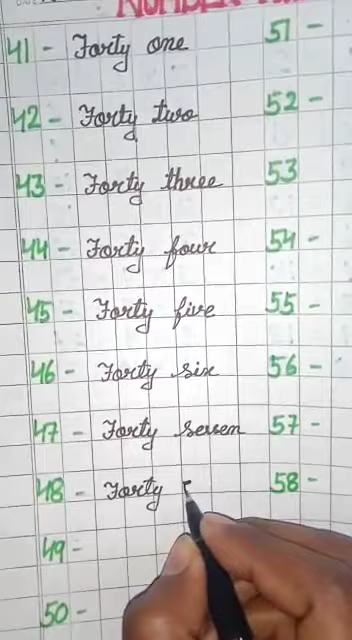 NUMBER
41 - Forty one 51 -
42 - Forty two 52 -
43 - Forty three 53
44 - Forty four 54 -
45 - Forty five 55 -
46 - Forty six 56 -
47 - Forty seven 57 -
48 - Forty 58 -
49 -
50 -